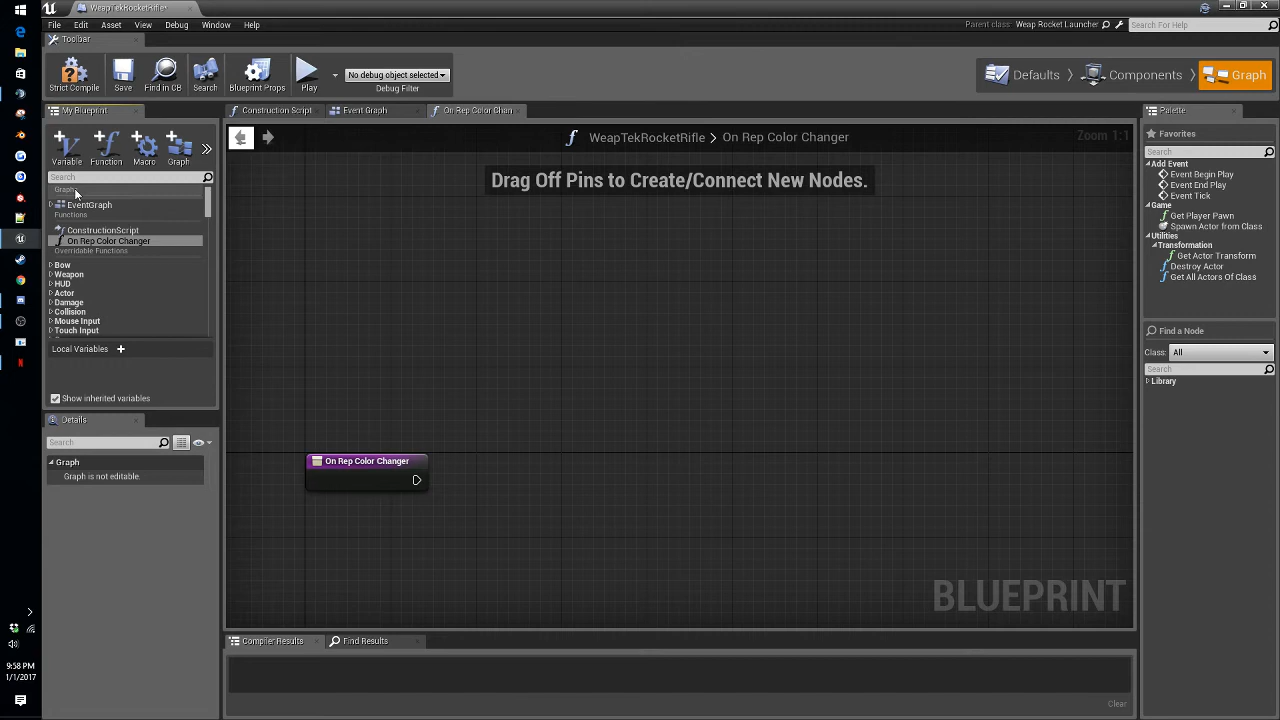 WeapTekRocketRifle*
File Edit Asset View Debug Window Help
Parent class: Weap Rocket Launcher
Search For Help
Toolbar
Strict Compile Save Find in CB Search Blueprint Props Play
No debug object selected
Debug Filter
Defaults Components Graph
My Blueprint
Variable Function Macro Graph
Search
Graph
EventGraph
Functions
ConstructionScript
On Rep Color Changer
Overridable Functions
Bow
Weapon
HUD
Actor
Damage
Collision
Mouse Input
Touch Input
Local Variables
Show inherited variables
Details
Search
Graph
Graph is not editable.
Construction Script Event Graph On Rep Color Chan
WeapTekRocketRifle > On Rep Color Changer
Zoom 1:1
Drag Off Pins to Create/Connect New Nodes.
On Rep Color Changer
BLUEPRINT
Compiler Results Find Results
Clear
Palette
Favorites
Search
Add Event
Event Begin Play
Event End Play
Event Tick
Game
Get Player Pawn
Spawn Actor from Class
Utilities
Transformation
Get Actor Transform
Destroy Actor
Get All Actors Of Class
Find a Node
Class: All
Search
Library
9:58 PM
1/1/2017